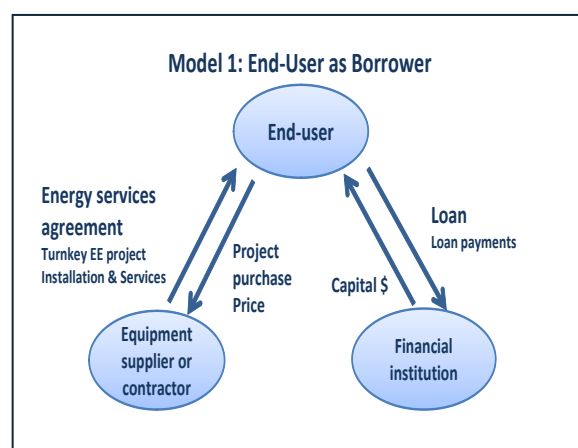 Model 1: End-User as Borrower
End-user
Energy services
agreement
Turnkey EE project
Installation & Services
Project
purchase
Price
Capital $
Loan
Loan payments
Equipment
supplier or
contractor
Financial
institution